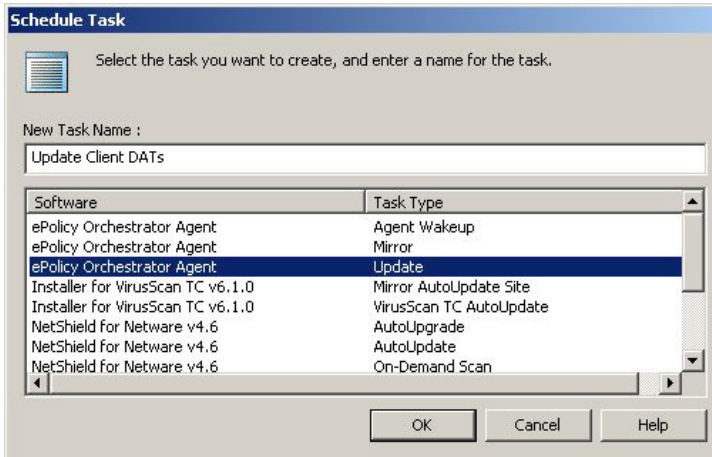 Schedule Task
Select the task you want to create, and enter a name for the task.
New Task Name :
Update Client DATs
Software Task Type
ePolicy Orchestrator Agent Agent Wakeup
ePolicy Orchestrator Agent Mirror
ePolicy Orchestrator Agent Update
Installer for VirusScan TC v6.1.0 Mirror AutoUpdate Site
Installer for VirusScan TC v6.1.0 VirusScan TC AutoUpdate
NetShield for Netware v4.6 AutoUpgrade
NetShield for Netware v4.6 AutoUpdate
NetShield for Netware v4.6 On-Demand Scan
OK Cancel Help